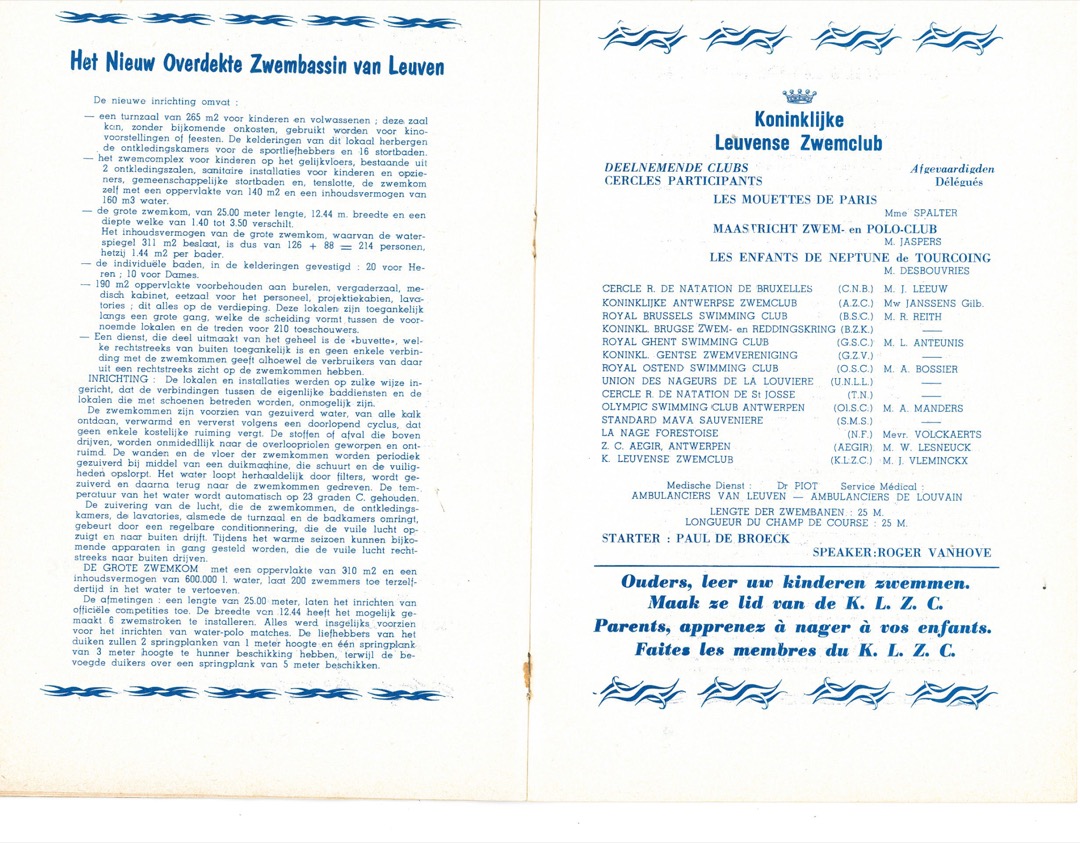 Het Nieuw Overdekte Zwembassin van Leuven
De nieuwe inrichting omvat :
— een turnzaal van 265 m2 voor kinderen en volwassenen ; deze zaal
kan, zonder bijkomende onkosten, gebruikt worden voor kino-
voorstellingen of feesten. De kelderingen van dit lokaal herbergen
de ontkledingskamers voor de sportliefhebbers en 16 stortbaden.
— het zwemcomplex voor kinderen op het gelijkvloers, bestaande uit
2 ontkledingszalen, sanitaire installaties voor kinderen en opzie-
ners, gemeenschappelijke stortbaden en, tenslotte, de zwemkom
zelf met een oppervlakte van 140 m2 en een inhoudsvermogen van
160 m3 water.
— de grote zwemkom, van 25.00 meter lengte, 12.44 m. breedte en een
diepte welke van 1.40 tot 3.50 verschilt.
Het inhoudsvermogen van de grote zwemkom, waarvan de water-
spiegel 311 m2 beslaat, is dus van 126 + 88 = 214 personen,
hetzij 1.44 m2 per bader.
— de individuële baden, in de kelderingen gevestigd : 20 voor He-
ren ; 10 voor Dames.
— 190 m2 oppervlakte voorbehouden aan burelen, vergaderzaal, me-
disch kabinet, eetzaal voor het personeel, projektiekabien, lava-
tories ; dit alles op de verdieping. Deze lokalen zijn toegankelijk
langs een grote gang, welke de scheiding vormt tussen de voor-
noemde lokalen en de treden voor 210 toeschouwers.
— Een dienst, die deel uitmaakt van het geheel is de «buvette», wel-
ke rechtstreeks van buiten toegankelijk is en geen enkele verbin-
ding met de zwemkommen geeft alhoewel de verbruikers van daar
uit een rechtstreeks zicht op de zwemkommen hebben.
INRICHTING : De lokalen en installaties werden op zulke wijze in-
gericht, dat de verbindingen tussen de eigenlijke baddiensten en de
lokalen die met schoenen betreden worden, onmogelijk zijn.
De zwemkommen zijn voorzien van gezuiverd water, van alle kalk
ontdaan, verwarmd en ververst volgens een doorlopend cyclus, dat
geen enkele kostelijke ruiming vergt. De stoffen of afval die boven
drijven, worden onmidedllijk naar de overloopriolen geworpen en ont-
ruimd. De wanden en de vloer der zwemkommen worden periodiek
gezuiverd bij middel van een duikmaqhine, die schuurt en de vuilig-
heden opslorpt. Het water loopt herhaaldelijk door filters, wordt ge-
zuiverd en daarna terug naar de zwemkommen gedreven. De tem-
peratuur van het water wordt automatisch op 23 graden C. gehouden.
De zuivering van de lucht, die de zwemkommen, de ontkledings-
kamers, de lavatories, alsmede de turnzaal en de badkamers omringt,
gebeurt door een regelbare conditionnering, die de vuile lucht op-
zuigt en naar buiten drijft. Tijdens het warme seizoen kunnen bijko-
mende apparaten in gang gesteld worden, die de vuile lucht recht-
streeks naar buiten drijven.
DE GROTE ZWEMKOM met een oppervlakte van 310 m2 en een
inhoudsvermogen van 600.000 l. water, laat 200 zwemmers toe terzelf-
dertijd in het water te vertoeven.
De afmetingen : een lengte van 25.00 meter, laten het inrichten van
officiële competities toe. De breedte van 12.44 heeft het mogelijk ge-
maakt 6 zwemstroken te installeren. Alles werd insgelijks voorzien
voor het inrichten van water-polo matches. De liefhebbers van het
duiken zullen 2 springplanken van 1 meter hoogte en één springplank
van 3 meter hoogte te hunner beschikking hebben, terwijl de be-
voegde duikers over een springplank van 5 meter beschikken.
Koninklijke
Leuvense Zwemclub
DEELNEMENDE CLUBS Afgevaardigden
CERCLES PARTICIPANTS Délégués
LES MOUETTES DE PARIS
Mme SPALTER
MAASTRICHT ZWEM- en POLO-CLUB
M. JASPERS
LES ENFANTS DE NEPTUNE de TOURCOING
M. DESBOUVRIES
CERCLE R. DE NATATION DE BRUXELLES (C.N.B.) M. J. LEEUW
KONINKLIJKE ANTWERPSE ZWEMCLUB (A.Z.C.) Mw JANSSENS Gilb.
ROYAL BRUSSELS SWIMMING CLUB (B.S.C.) M. R. REITH
KONINKL. BRUGSE ZWEM- en REDDINGSKRING (B.Z.K.) —
ROYAL GHENT SWIMMING CLUB (G.S.C.) M. L. ANTEUNIS
KONINKL. GENTSE ZWEMVERENIGING (G.Z.V.) —
ROYAL OSTEND SWIMMING CLUB (O.S.C.) M. A. BOSSIER
UNION DES NAGEURS DE LA LOUVIERE (U.N.L.L.) —
CERCLE R. DE NATATION DE St JOSSE (T.N.) —
OLYMPIC SWIMMING CLUB ANTWERPEN (Ol.S.C.) M. A. MANDERS
STANDARD MAVA SAUVENIERE (S.M.S.) —
LA NAGE FORESTOISE (N.F.) Mevr. VOLCKAERTS
Z. C. AEGIR, ANTWERPEN (AEGIR) M. W. LESNEUCK
K. LEUVENSE ZWEMCLUB (K.L.Z.C.) M. J. VLEMINCKX
Medische Dienst : Dr PIOT Service Médical :
AMBULANCIERS VAN LEUVEN — AMBULANCIERS DE LOUVAIN
LENGTE DER ZWEMBANEN : 25 M.
LONGUEUR DU CHAMP DE COURSE : 25 M.
STARTER : PAUL DE BROECK
SPEAKER:ROGER VANHOVE
Ouders, leer uw kinderen zwemmen.
Maak ze lid van de K. L. Z. C.
Parents, apprenez à nager à vos enfants.
Faites les membres du K. L. Z. C.